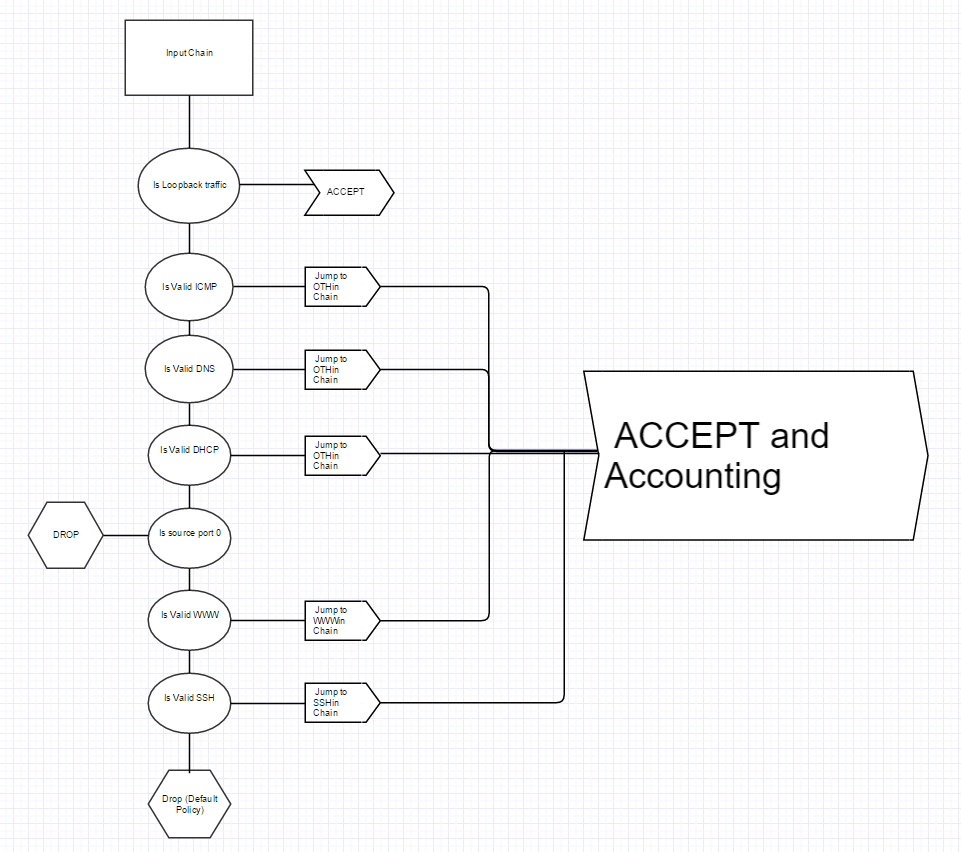 Input Chain
Is Loopback traffic
ACCEPT
Is Valid ICMP
Jump to
OTHin
Chain
Is Valid DNS
Jump to
OTHin
Chain
ACCEPT and
Accounting
Is Valid DHCP
Jump to
OTHin
Chain
DROP
Is source port 0
Is Valid WWW
Jump to
WWWin
Chain
Is Valid SSH
Jump to
SSHin
Chain
Drop (Default
Policy)